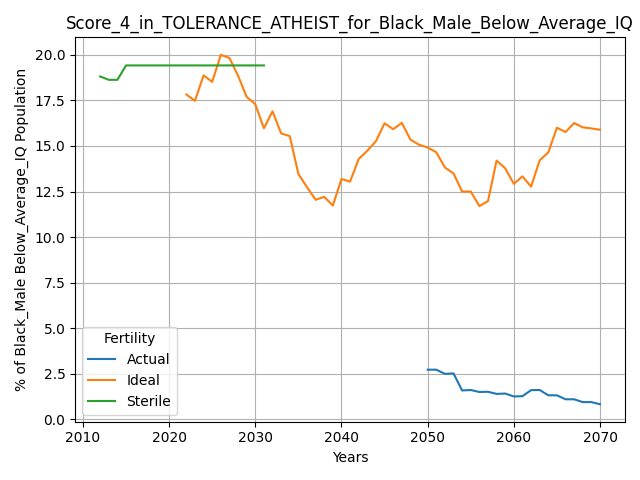 Score_4_in_TOLERANCE_ATHEIST_for_Black_Male_Below_Average_IQ
% of Black_Male Below_Average_IQ Population
20.0
17.5
15.0
12.5
10.0
7.5
5.0
2.5
0.0
Fertility
Actual
Ideal
Sterile
2010 2020 2030 2040 2050 2060 2070
Years